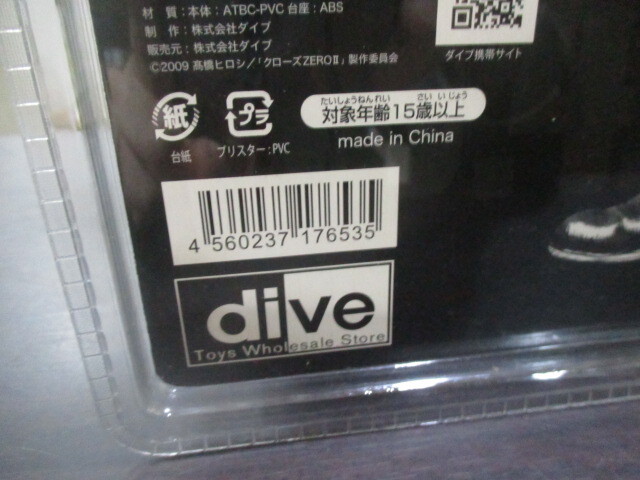 材 質：本体：ATBC-PVC 台座：ABS
制 作：株式会社ダイブ
販売元：株式会社ダイブ
©2009 髙橋ヒロシ／「クローズZEROⅡ」製作委員会
ダイブ携帯サイト
紙
台紙
プラ
ブリスター：PVC
たいしょうねんれい さい いじょう
対象年齢15歳以上
made in China
4 560237 176535
dive
Toys Wholesale Store